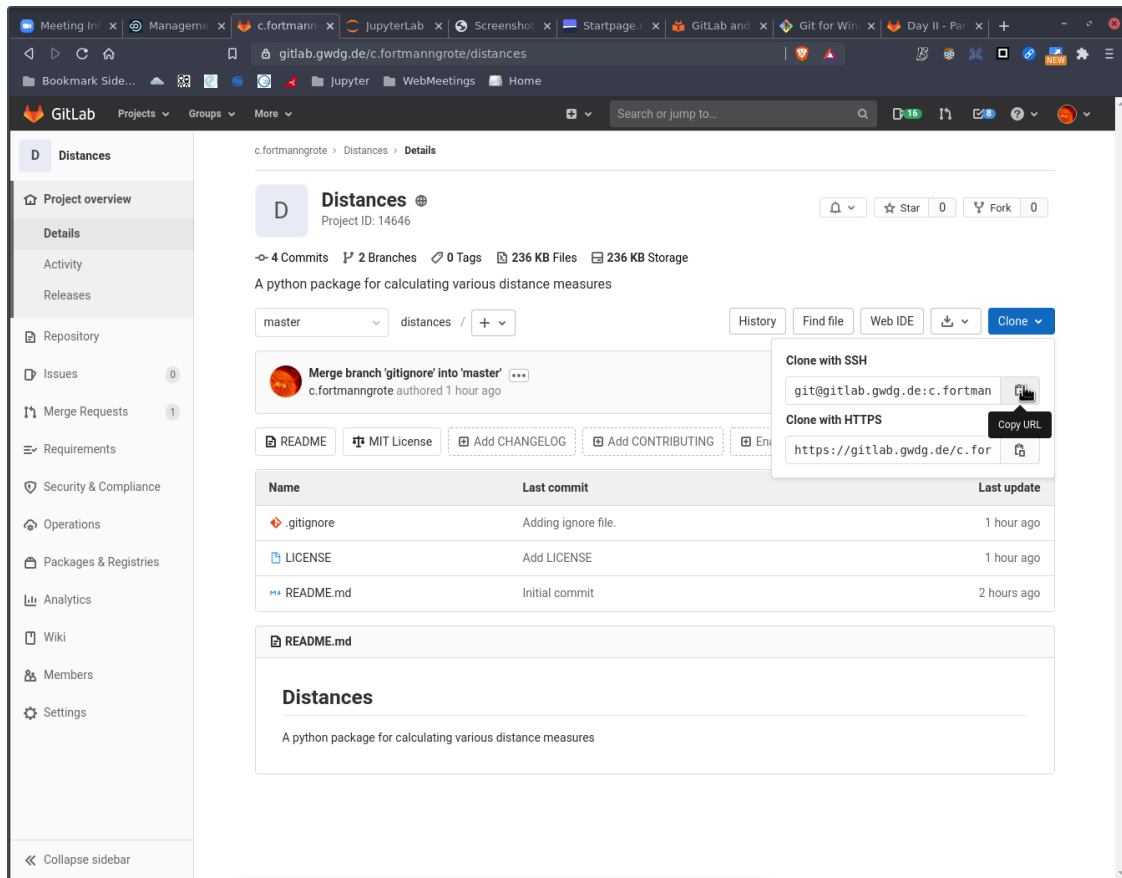 Meeting Inf
Manageme
c.fortmann
JupyterLab
Screenshot
Startpage.c
GitLab and
Git for Win
Day II - Par
gitlab.gwdg.de/c.fortmanngrote/distances
NEW
Bookmark Side...
Jupyter
WebMeetings
Home
GitLab
Projects
Groups
More
Search or jump to...
16
8
D
Distances
Project overview
Details
Activity
Releases
Repository
Issues
0
Merge Requests
1
Requirements
Security & Compliance
Operations
Packages & Registries
Analytics
Wiki
Members
Settings
Collapse sidebar
c.fortmanngrote > Distances > Details
D
Distances
Project ID: 14646
Star
0
Fork
0
4 Commits
2 Branches
0 Tags
236 KB Files
236 KB Storage
A python package for calculating various distance measures
master
distances /
+
History
Find file
Web IDE
Clone
Clone with SSH
git@gitlab.gwdg.de:c.fortman
Clone with HTTPS
Copy URL
https://gitlab.gwdg.de/c.for
Merge branch 'gitignore' into 'master'
c.fortmanngrote authored 1 hour ago
README
MIT License
Add CHANGELOG
Add CONTRIBUTING
Name Last commit Last update
.gitignore Adding ignore file. 1 hour ago
LICENSE Add LICENSE 1 hour ago
README.md Initial commit 2 hours ago
README.md
Distances
A python package for calculating various distance measures